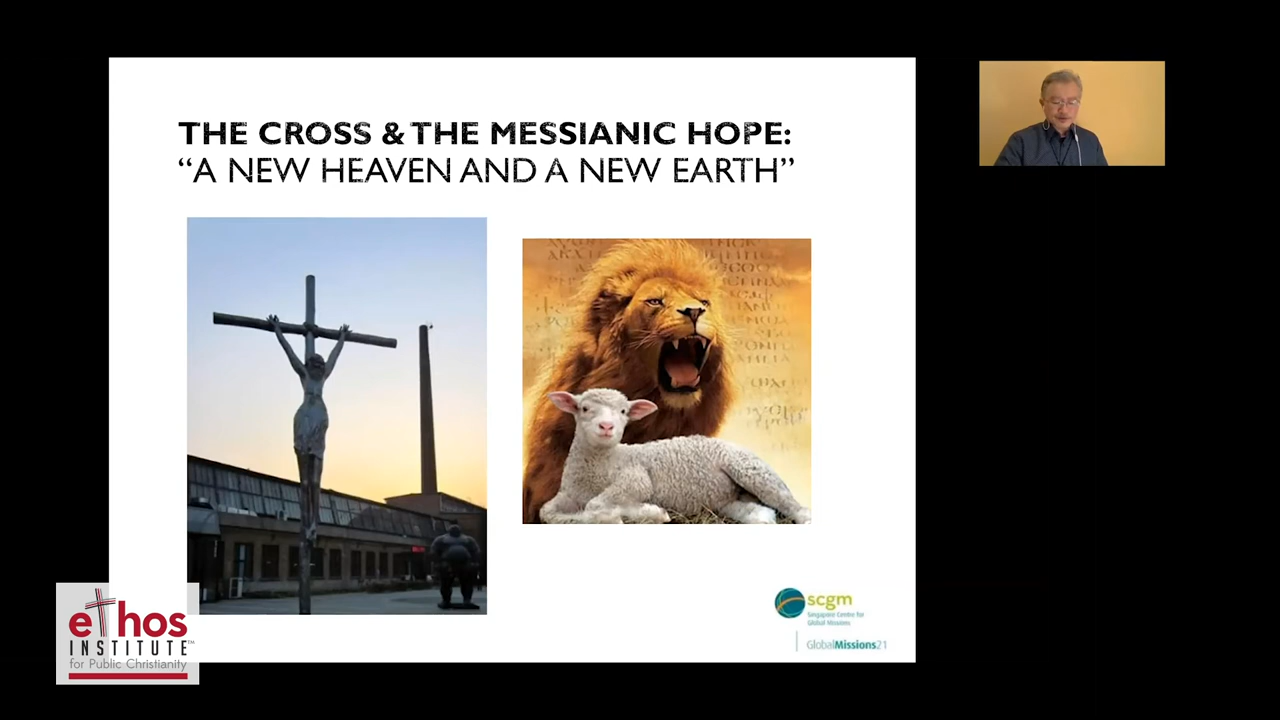 THE CROSS & THE MESSIANIC HOPE:
“A NEW HEAVEN AND A NEW EARTH”
scgm
Singapore Centre for
Global Missions
GlobalMissions21
ethos
INSTITUTE™
for Public Christianity